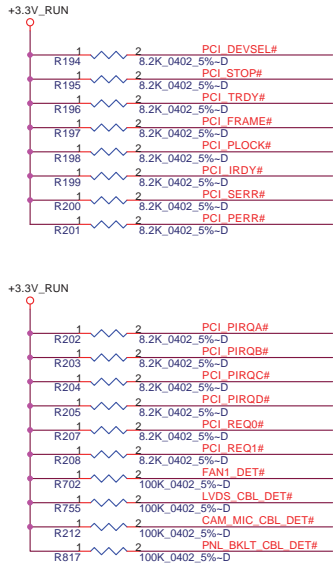 +3.3V_RUN
1 2 PCI_DEVSEL#
R194 8.2K_0402_5%~D
1 2 PCI_STOP#
R195 8.2K_0402_5%~D
1 2 PCI_TRDY#
R196 8.2K_0402_5%~D
1 2 PCI_FRAME#
R197 8.2K_0402_5%~D
1 2 PCI_PLOCK#
R198 8.2K_0402_5%~D
1 2 PCI_IRDY#
R199 8.2K_0402_5%~D
1 2 PCI_SERR#
R200 8.2K_0402_5%~D
1 2 PCI_PERR#
R201 8.2K_0402_5%~D
+3.3V_RUN
1 2 PCI_PIRQA#
R202 8.2K_0402_5%~D
1 2 PCI_PIRQB#
R203 8.2K_0402_5%~D
1 2 PCI_PIRQC#
R204 8.2K_0402_5%~D
1 2 PCI_PIRQD#
R205 8.2K_0402_5%~D
1 2 PCI_REQ0#
R207 8.2K_0402_5%~D
1 2 PCI_REQ1#
R208 8.2K_0402_5%~D
1 2 FAN1_DET#
R702 100K_0402_5%~D
1 2 LVDS_CBL_DET#
R755 100K_0402_5%~D
1 2 CAM_MIC_CBL_DET#
R212 100K_0402_5%~D
1 2 PNL_BKLT_CBL_DET#
R817 100K_0402_5%~D